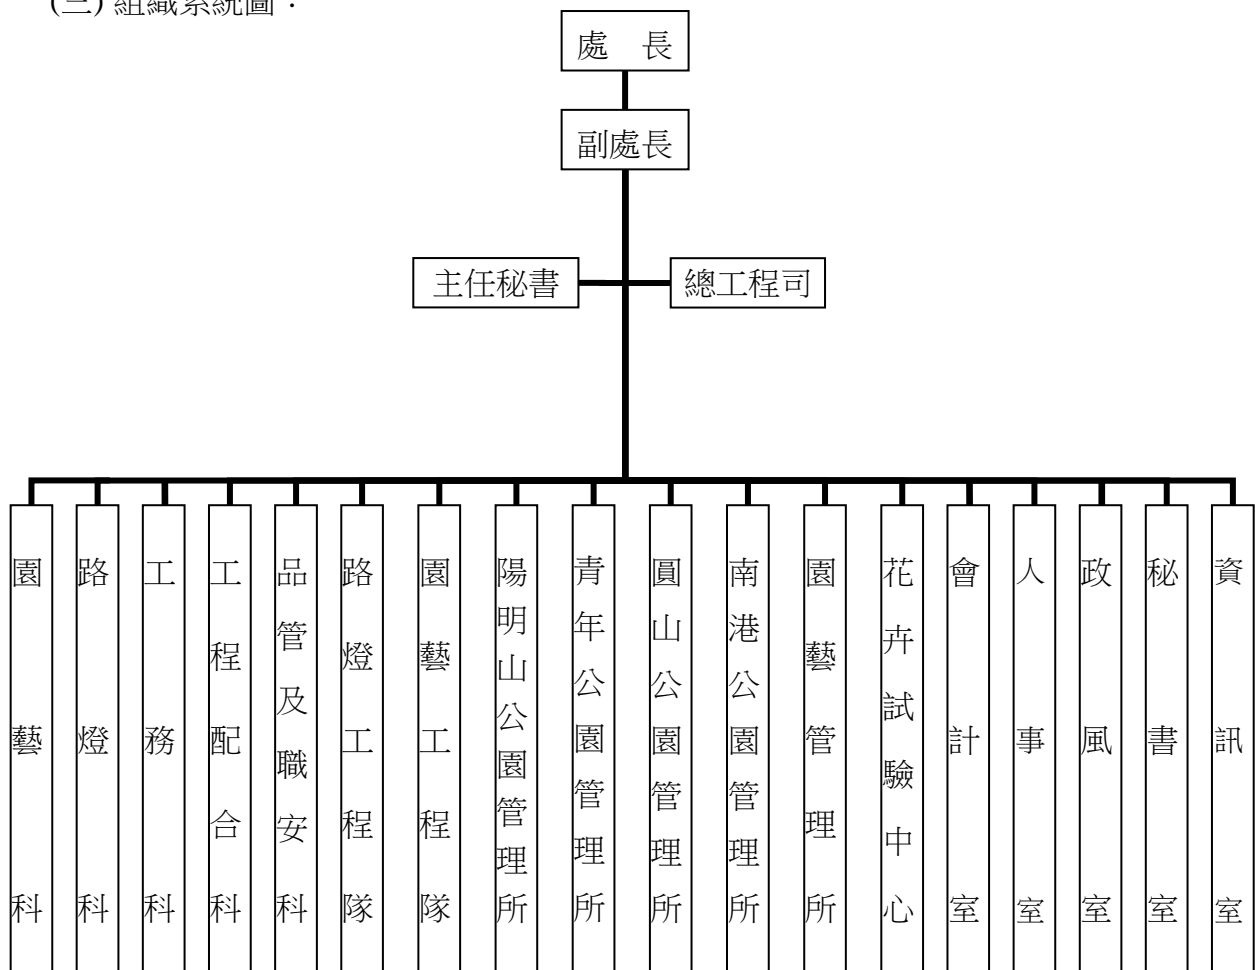 (三) 組織系統圖：
處　長
副處長
主任秘書
總工程司
園藝科
路燈科
工務科
工程配合科
品管及職安科
路燈工程隊
園藝工程隊
陽明山公園管理所
青年公園管理所
圓山公園管理所
南港公園管理所
園藝管理所
花卉試驗中心
會計室
人事室
政風室
秘書室
資訊室